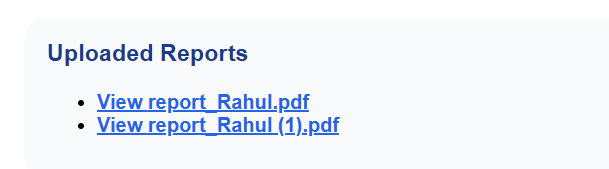 Uploaded Reports
View report_Rahul.pdf
View report_Rahul (1).pdf